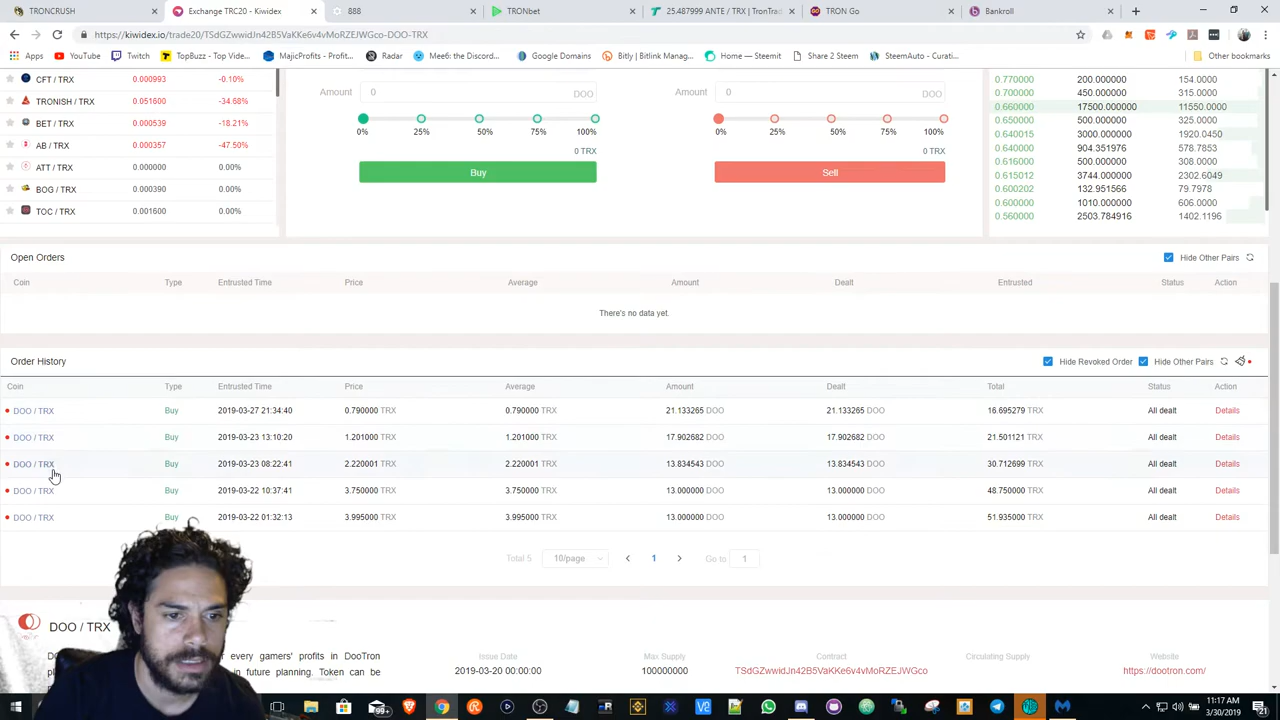 TRONCRUSH
Exchange TRC20 - Kiwidex
888
TRONbet
25.487999 ANTE / TRX | TronTrad
TRON Go
Bankroll
https://kiwidex.io/trade20/TSdGZwwidJn42B5VaKKe6v4vMoRZEJWGco-DOO-TRX
Apps
YouTube
Twitch
TopBuzz - Top Vide...
MajicProfits - Profit...
Radar
Mee6: the Discord...
Google Domains
Bitly | Bitlink Manag...
Home — Steemit
Share 2 Steem
SteemAuto - Curati...
Other bookmarks
CFT / TRX 0.000993 -0.10%
TRONISH / TRX 0.051600 -34.68%
BET / TRX 0.000539 -18.21%
AB / TRX 0.000357 -47.50%
ATT / TRX 0.000000 0.00%
BOG / TRX 0.000390 0.00%
TOC / TRX 0.001600 0.00%
Amount 0 DOO
0% 25% 50% 75% 100%
0 TRX
Buy
Amount 0 DOO
0% 25% 50% 75% 100%
0 TRX
Sell
0.770000 200.000000 154.0000
0.700000 450.000000 315.0000
0.660000 17500.000000 11550.0000
0.650000 500.000000 325.0000
0.640015 3000.000000 1920.0450
0.640000 904.351976 578.7853
0.616000 500.000000 308.0000
0.615012 3744.000000 2302.6049
0.600202 132.951566 79.7978
0.600000 1010.000000 606.0000
0.560000 2503.784916 1402.1196
Open Orders
Hide Other Pairs
Coin Type Entrusted Time Price Average Amount Dealt Entrusted Status Action
There's no data yet.
Order History
Hide Revoked Order Hide Other Pairs
Coin Type Entrusted Time Price Average Amount Dealt Total Status Action
DOO / TRX Buy 2019-03-27 21:34:40 0.790000 TRX 0.790000 TRX 21.133265 DOO 21.133265 DOO 16.695279 TRX All dealt Details
DOO / TRX Buy 2019-03-23 13:10:20 1.201000 TRX 1.201000 TRX 17.902682 DOO 17.902682 DOO 21.501121 TRX All dealt Details
DOO / TRX Buy 2019-03-23 08:22:41 2.220001 TRX 2.220001 TRX 13.834543 DOO 13.834543 DOO 30.712699 TRX All dealt Details
DOO / TRX Buy 2019-03-22 10:37:41 3.750000 TRX 3.750000 TRX 13.000000 DOO 13.000000 DOO 48.750000 TRX All dealt Details
DOO / TRX Buy 2019-03-22 01:32:13 3.995000 TRX 3.995000 TRX 13.000000 DOO 13.000000 DOO 51.935000 TRX All dealt Details
Total 5 10/page 1 Go to 1
DOO / TRX
every gamers' profits in DooTron
in future planning. Token can be
Issue Date
2019-03-20 00:00:00
Max Supply
100000000
Contract
TSdGZwwidJn42B5VaKKe6v4vMoRZEJWGco
Circulating Supply
Website
https://dootron.com/
99+
11:17 AM
3/30/2019
21